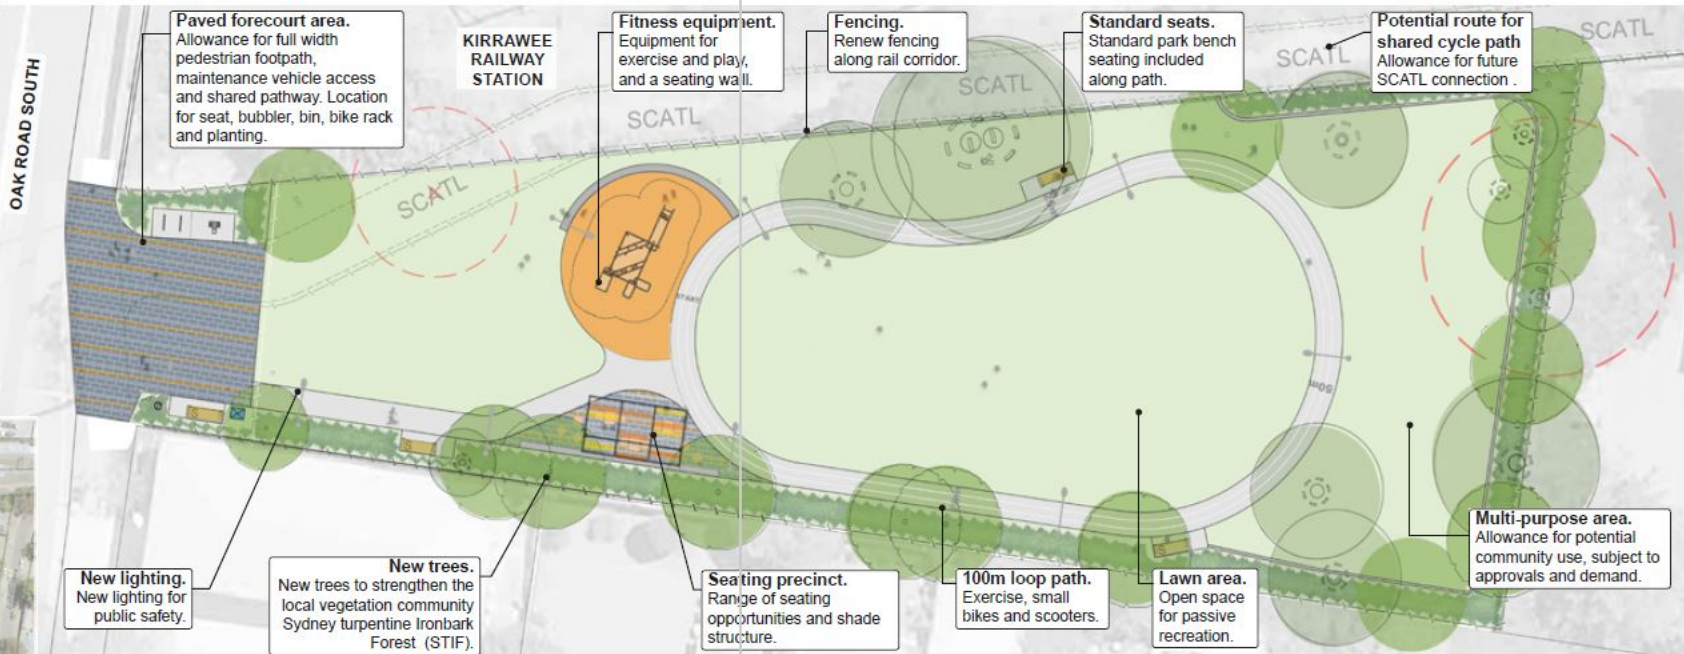 OAK ROAD SOUTH
Paved forecourt area.
Allowance for full width
pedestrian footpath,
maintenance vehicle access
and shared pathway. Location
for seat, bubbler, bin, bike rack
and planting.
KIRRAWEE
RAILWAY
STATION
Fitness equipment.
Equipment for
exercise and play,
and a seating wall.
Fencing.
Renew fencing
along rail corridor.
Standard seats.
Standard park bench
seating included
along path.
Potential route for
shared cycle path
Allowance for future
SCATL connection .
SCATL
SCATL
SCATL
SCATL
SCATL
START
50m
S
S
S
New lighting.
New lighting for
public safety.
New trees.
New trees to strengthen the
local vegetation community
Sydney turpentine Ironbark
Forest (STIF).
Seating precinct.
Range of seating
opportunities and shade
structure.
100m loop path.
Exercise, small
bikes and scooters.
Lawn area.
Open space
for passive
recreation.
Multi-purpose area.
Allowance for potential
community use, subject to
approvals and demand.